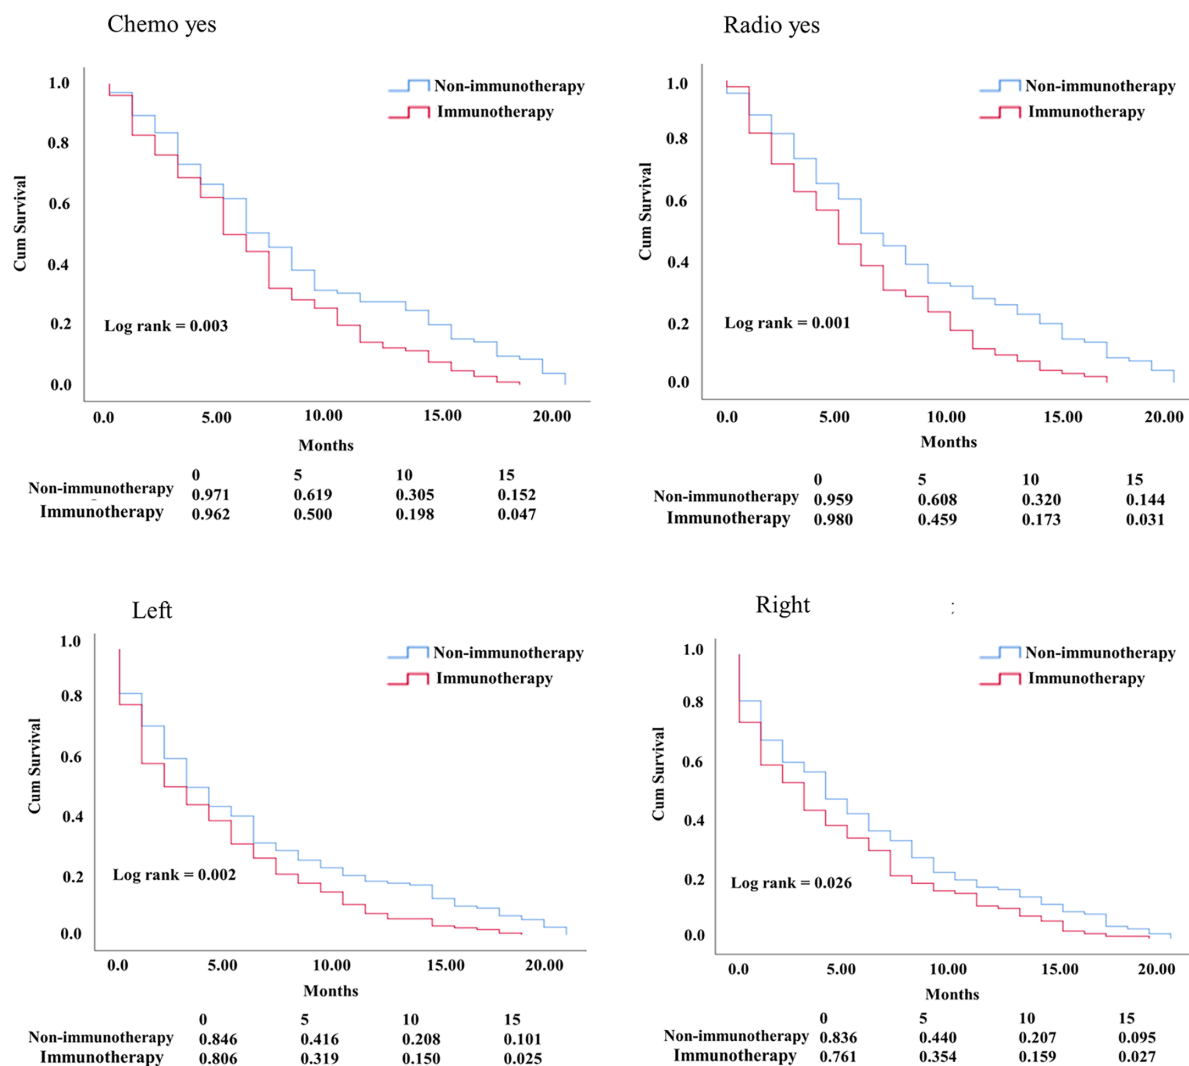 Chemo yes
1.0
0.8
0.6
0.4
0.2
0.0
Cum Survival
Non-immunotherapy
Immunotherapy
Log rank = 0.003
0.0 5.00 10.00 15.00 20.00
Months
0 5 10 15
Non-immunotherapy 0.971 0.619 0.305 0.152
Immunotherapy 0.962 0.500 0.198 0.047
Radio yes
1.0
0.8
0.6
0.4
0.2
0.0
Cum Survival
Non-immunotherapy
Immunotherapy
Log rank = 0.001
0.0 5.00 10.00 15.00 20.00
Months
0 5 10 15
Non-immunotherapy 0.959 0.608 0.320 0.144
Immunotherapy 0.980 0.459 0.173 0.031
Left
1.0
0.8
0.6
0.4
0.2
0.0
Cum Survival
Non-immunotherapy
Immunotherapy
Log rank = 0.002
0.0 5.00 10.00 15.00 20.00
Months
0 5 10 15
Non-immunotherapy 0.846 0.416 0.208 0.101
Immunotherapy 0.806 0.319 0.150 0.025
Right
1.0
0.8
0.6
0.4
0.2
0.0
Cum Survival
Non-immunotherapy
Immunotherapy
Log rank = 0.026
0.0 5.00 10.00 15.00 20.00
Months
0 5 10 15
Non-immunotherapy 0.836 0.440 0.207 0.095
Immunotherapy 0.761 0.354 0.159 0.027